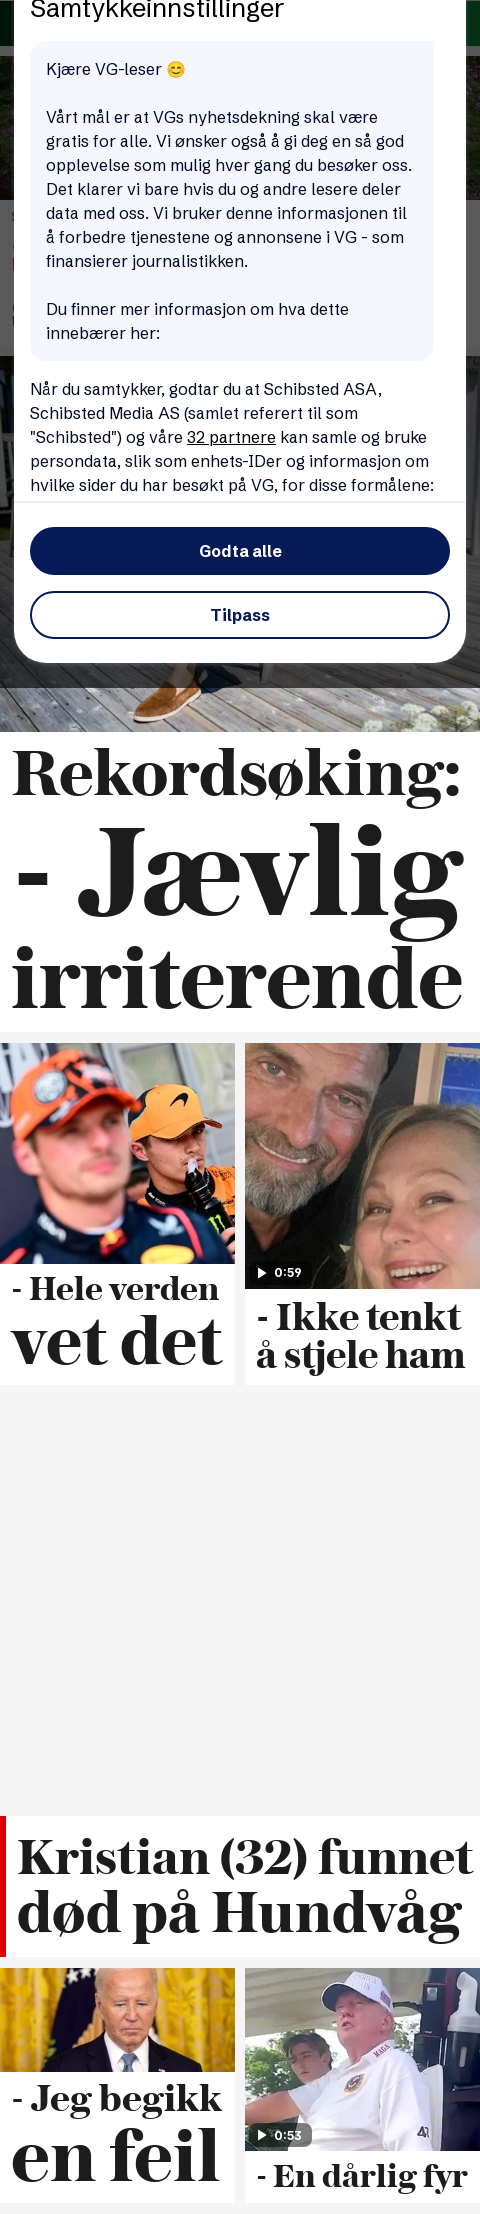 Samtykkeinnstillinger
Kjære VG-leser 😊
Vårt mål er at VGs nyhetsdekning skal være
gratis for alle. Vi ønsker også å gi deg en så god
opplevelse som mulig hver gang du besøker oss.
Det klarer vi bare hvis du og andre lesere deler
data med oss. Vi bruker denne informasjonen til
å forbedre tjenestene og annonsene i VG - som
finansierer journalistikken.
Du finner mer informasjon om hva dette
innebærer her:
Når du samtykker, godtar du at Schibsted ASA,
Schibsted Media AS (samlet referert til som
"Schibsted") og våre 32 partnere kan samle og bruke
persondata, slik som enhets-IDer og informasjon om
hvilke sider du har besøkt på VG, for disse formålene:
Godta alle
Tilpass
Rekordsøking:
- Jævlig
irriterende
- Hele verden
vet det
0:59
- Ikke tenkt
å stjele ham
Kristian (32) funnet
død på Hundvåg
- Jeg begikk
en feil
0:53
- En dårlig fyr